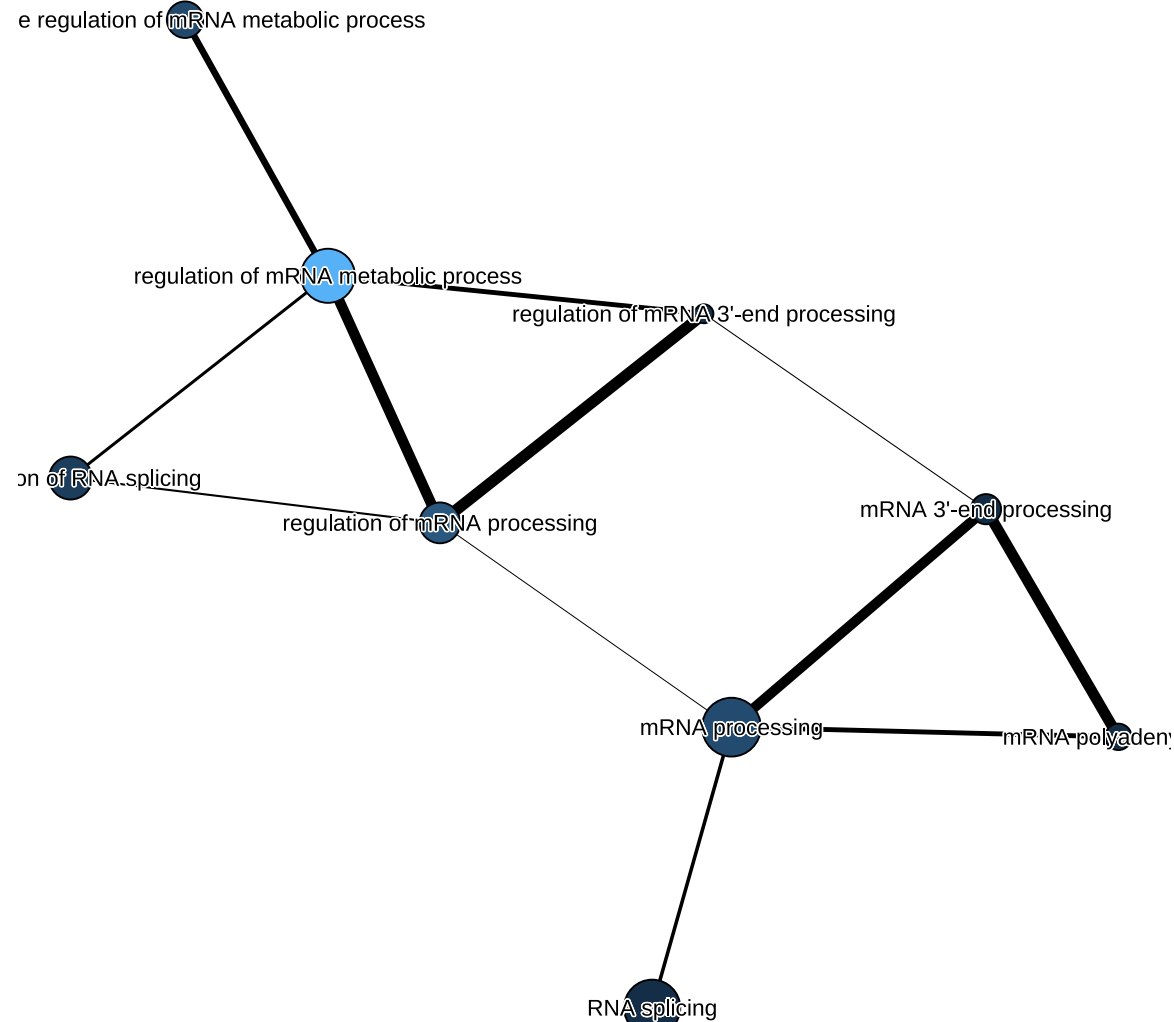 e regulation of mRNA metabolic process
regulation of mRNA metabolic process
regulation of mRNA 3'-end processing
on of RNA splicing
regulation of mRNA processing
mRNA 3'-end processing
mRNA processing
mRNA polyadeny
RNA splicing